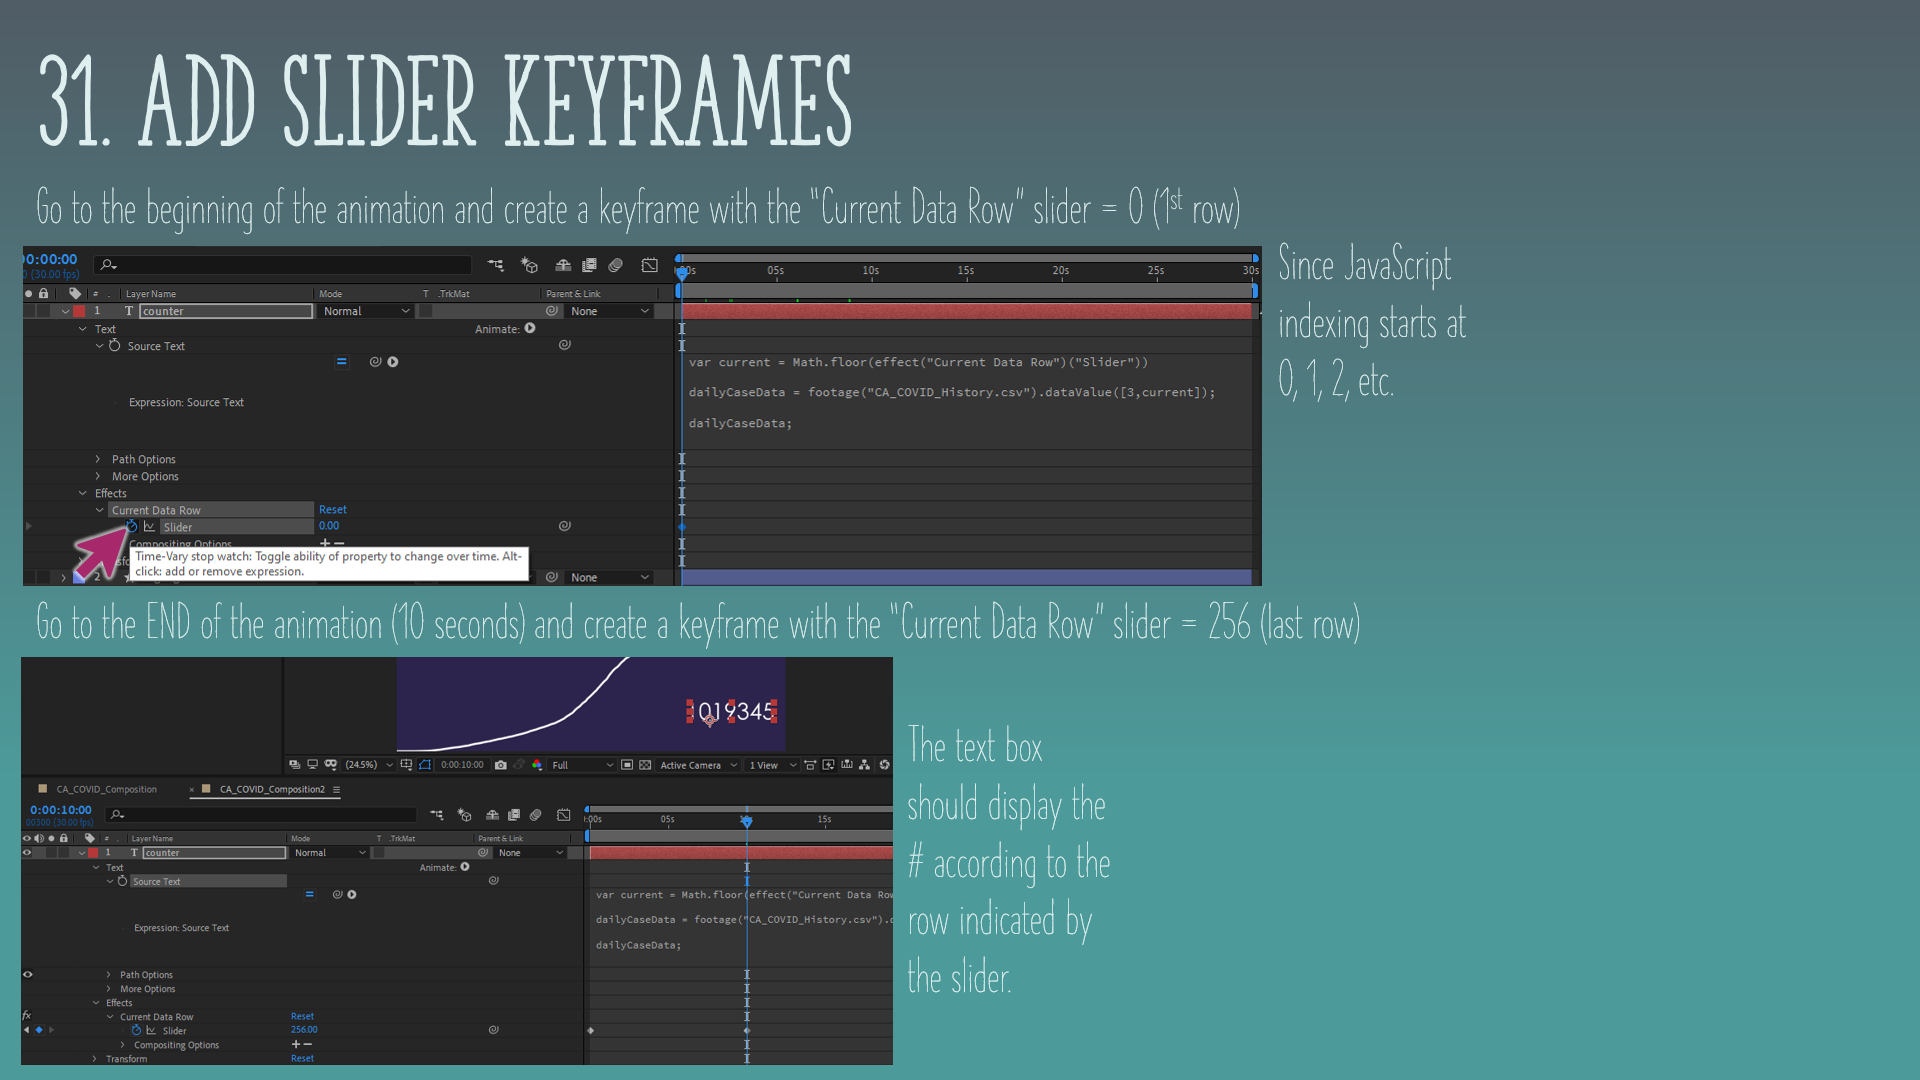 31. ADD SLIDER KEYFRAMES
Go to the beginning of the animation and create a keyframe with the "Current Data Row" slider = 0 (1st row)
0:00:00
0 (30.00 fps)
00s 05s 10s 15s 20s 25s 30s
# . Layer Name Mode T .TrkMat Parent & Link
1 T counter Normal None
Text Animate:
Source Text
var current = Math.floor(effect("Current Data Row")("Slider"))
dailyCaseData = footage("CA_COVID_History.csv").dataValue([3,current]);
Expression: Source Text
dailyCaseData;
Path Options
More Options
Effects
Current Data Row Reset
Slider 0.00
Compositing Options + −
Time-Vary stop watch: Toggle ability of property to change over time. Alt-
click: add or remove expression.
2 None
Since JavaScript
indexing starts at
0, 1, 2, etc.
Go to the END of the animation (10 seconds) and create a keyframe with the "Current Data Row" slider = 256 (last row)
1019345
(24.5%) 0:00:10:00 Full Active Camera 1 View
CA_COVID_Composition × CA_COVID_Composition2
0:00:10:00
00300 (30.00 fps)
:00s 05s 10s 15s
# . Layer Name Mode T .TrkMat Parent & Link
1 T counter Normal None
Text Animate:
Source Text
var current = Math.floor(effect("Current Data Row
dailyCaseData = footage("CA_COVID_History.csv").d
Expression: Source Text
dailyCaseData;
Path Options
More Options
Effects
fx Current Data Row Reset
Slider 256.00
Compositing Options + −
Transform Reset
The text box
should display the
# according to the
row indicated by
the slider.